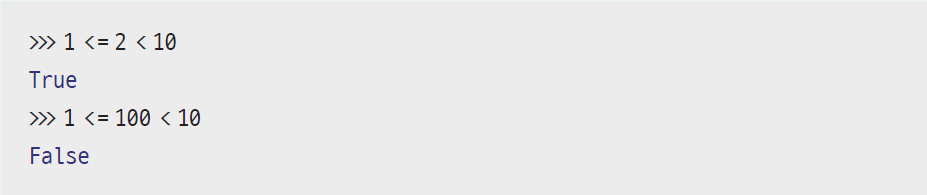 >>> 1 <= 2 < 10
True
>>> 1 <= 100 < 10
False